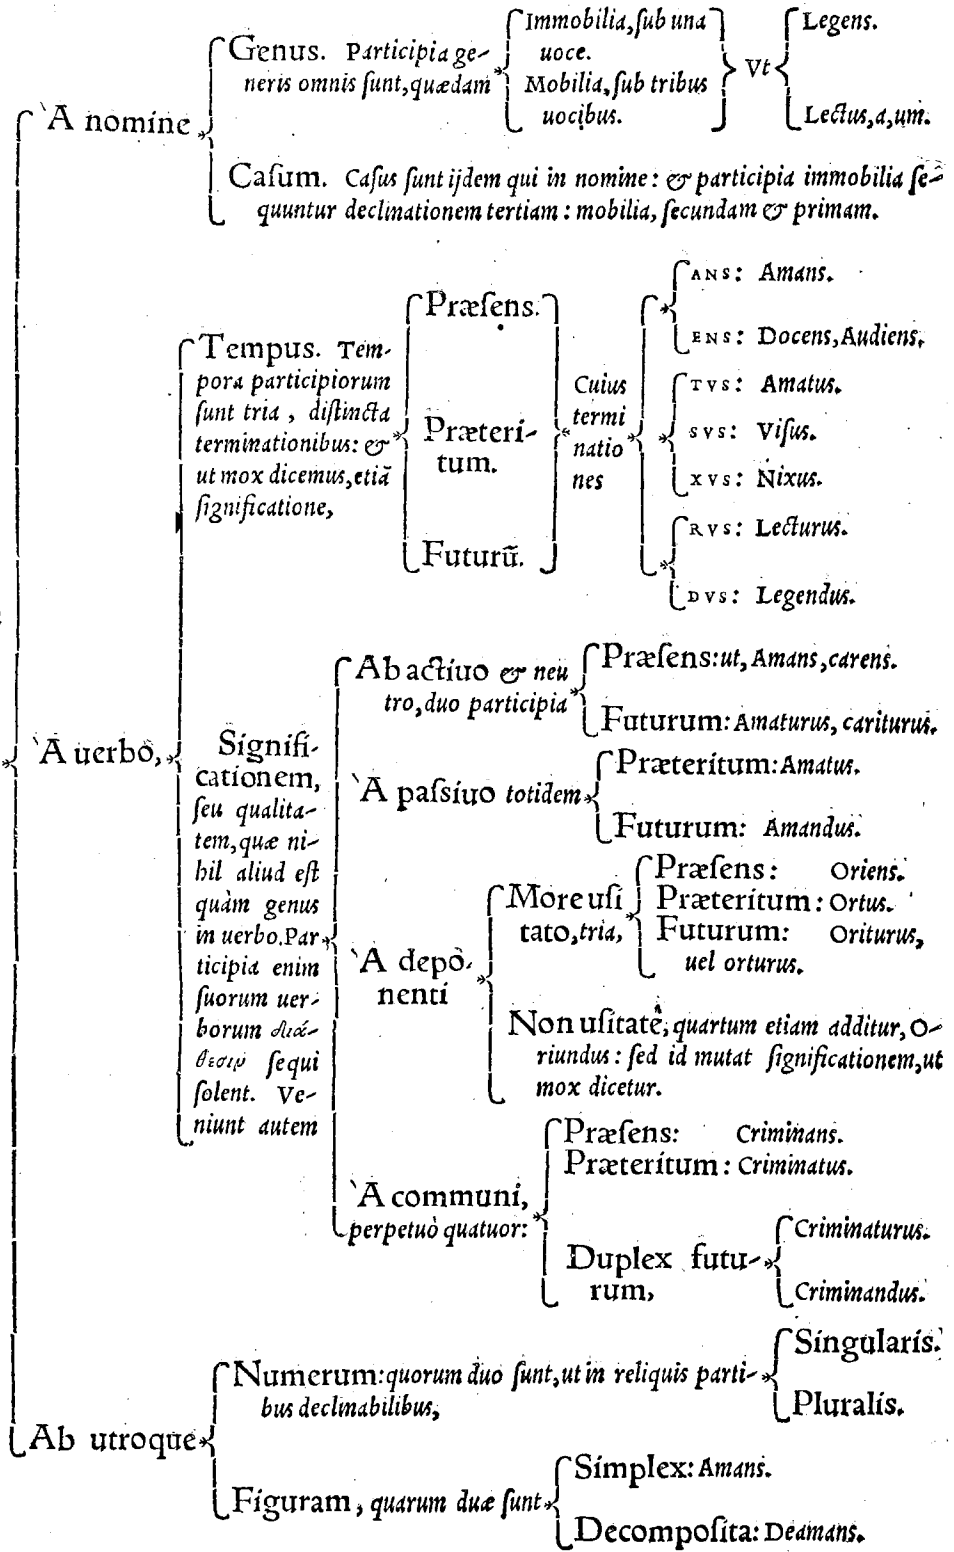 Genus. Participia ge-
neris omnis ſunt, quædam
Immobilia, ſub una
uoce.
Mobilia, ſub tribus
uocibus.
Vt
Legens.
Lectus, a, um.
À nomine
Caſum. Caſus ſunt ijdem qui in nomine: & participia immobilia ſe-
quuntur declinationem tertiam: mobilia, ſecundam & primam.
Tempus. Tem-
pora participiorum
ſunt tria, diſtincta
terminationibus: &
ut mox dicemus, etiã
ſignificatione,
Præſens.
Præteri-
tum.
Futurũ.
Cuius
termi
natio
nes
ANS: Amans.
ENS: Docens, Audiens,
TVS: Amatus.
SVS: Viſus.
XVS: Nixus.
RVS: Lecturus.
DVS: Legendus.
À uerbo,
Signifi-
cationem,
ſeu qualita-
tem, quæ ni-
hil aliud eſt
quàm genus
in uerbo. Par
ticipia enim
ſuorum uer-
borum διά-
θεσιν ſequi
ſolent. Ve-
niunt autem
Ab actiuo & neu
tro, duo participia
Præſens: ut, Amans, carens.
Futurum: Amaturus, cariturus.
À paſsiuo totidem
Præteritum: Amatus.
Futurum: Amandus.
À depo-
nenti
More uſi
tato, tria,
Præſens: Oriens.
Præteritum: Ortus.
Futurum: Oriturus,
uel orturus.
Non uſitatè, quartum etiam additur, O-
riundus: ſed id mutat ſignificationem, ut
mox dicetur.
À communi,
perpetuò quatuor:
Præſens: Criminans.
Præteritum: Criminatus.
Duplex futu-
rum,
Criminaturus.
Criminandus.
Ab utroque
Numerum: quorum duo ſunt, ut in reliquis parti-
bus declinabilibus,
Singularis.
Pluralis.
Figuram, quarum duæ ſunt
Simplex: Amans.
Decompoſita: Deamans.